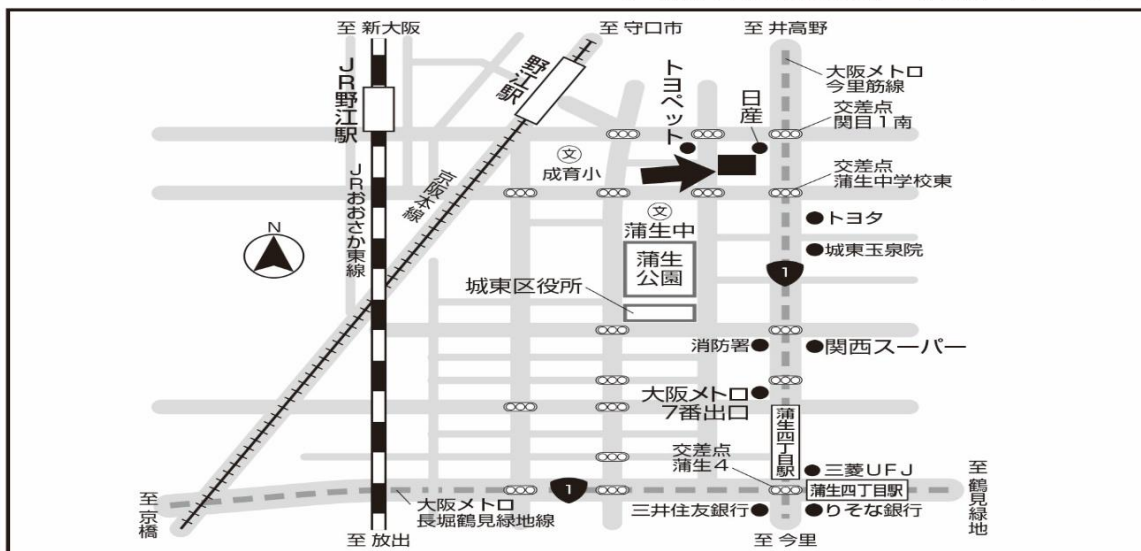 至 新大阪
至 守口市
至 井高野
JR野江駅
野江駅
トヨペット
日産
大阪メトロ
今里筋線
交差点
関目1南
文
成育小
交差点
蒲生中学校東
JRおおさか東線
京阪本線
文
蒲生中
トヨタ
N
蒲生
公園
城東玉泉院
1
城東区役所
消防署
関西スーパー
大阪メトロ
7番出口
蒲生四丁目駅
交差点
蒲生4
三菱UFJ
至 京橋
1
蒲生四丁目駅
至 鶴見緑地
大阪メトロ
長堀鶴見緑地線
三井住友銀行
りそな銀行
至 放出
至 今里